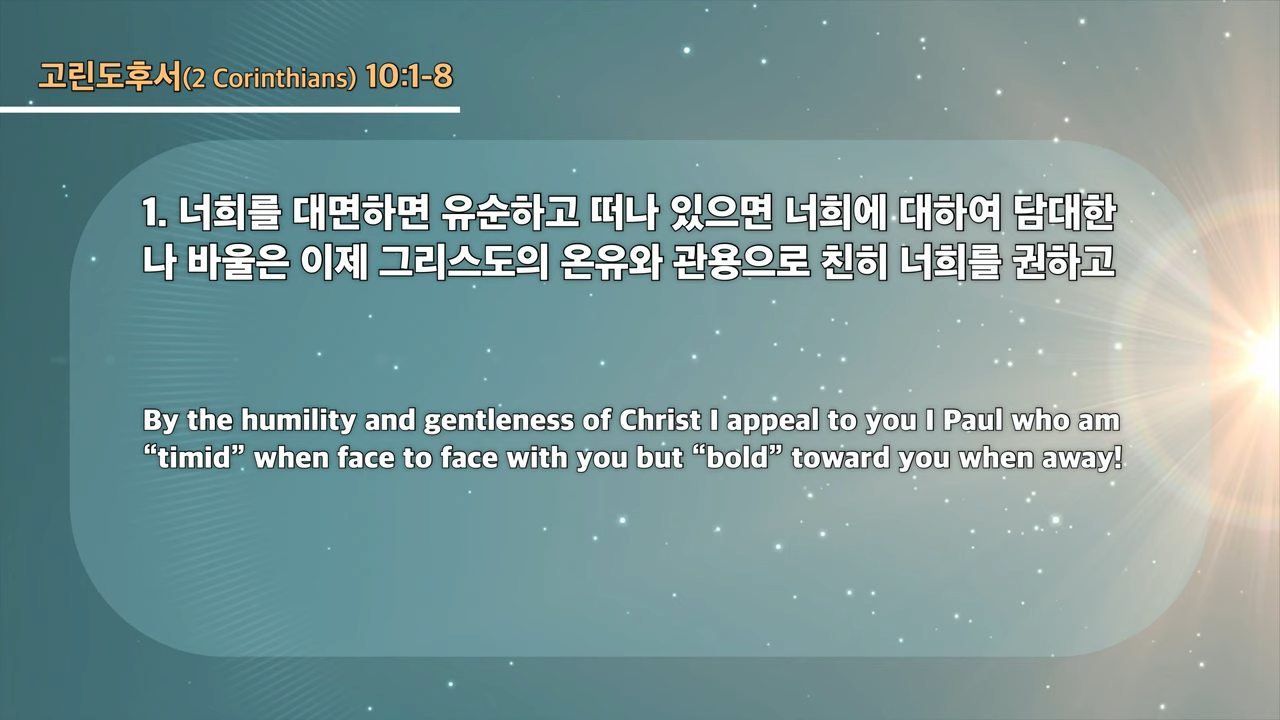 고린도후서(2 Corinthians) 10:1-8
1. 너희를 대면하면 유순하고 떠나 있으면 너희에 대하여 담대한
나 바울은 이제 그리스도의 온유와 관용으로 친히 너희를 권하고
By the humility and gentleness of Christ I appeal to you I Paul who am
“timid” when face to face with you but “bold” toward you when away!